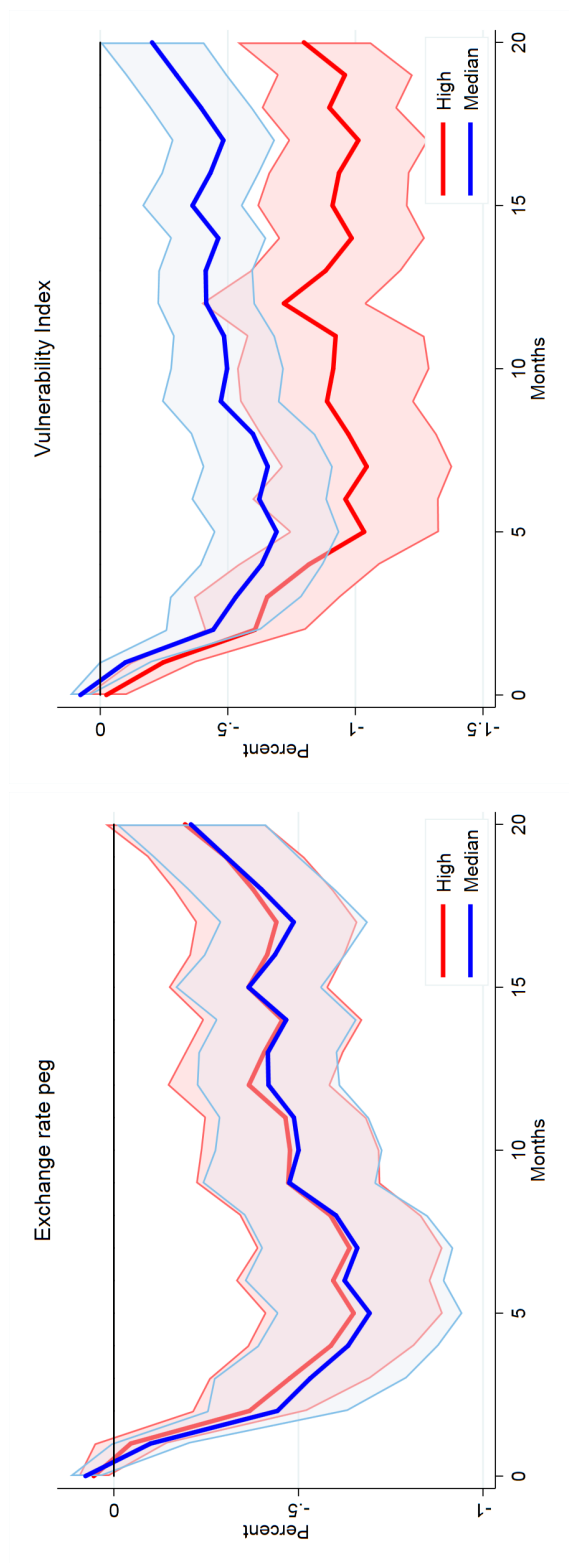 Exchange rate peg
Percent
0
-.5
-1
High
Median
0 5 10 15 20
Months
Vulnerability Index
Percent
0
-.5
-1
-1.5
High
Median
0 5 10 15 20
Months